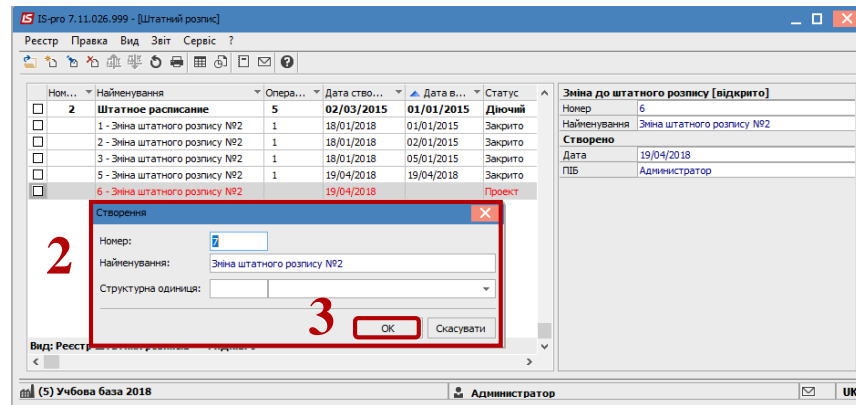 IS-pro 7.11.026.999 - [Штатний розпис]
Реєстр Правка Вид Звіт Сервіс ?
Ном... Найменування Опера... Дата ство... Дата в... Статус
2 Штатное расписание 5 02/03/2015 01/01/2015 Діючий
1 - Зміна штатного розпису №2 1 18/01/2018 01/01/2015 Закрито
2 - Зміна штатного розпису №2 1 18/01/2018 02/01/2015 Закрито
3 - Зміна штатного розпису №2 1 18/01/2018 05/01/2015 Закрито
5 - Зміна штатного розпису №2 1 19/04/2018 19/04/2018 Закрито
6 - Зміна штатного розпису №2 19/04/2018 Проект
Зміна до штатного розпису [відкрито]
Номер 6
Найменування Зміна штатного розпису №2
Створено
Дата 19/04/2018
ПІБ Администратор
2
Створення
Номер: 7
Найменування: Зміна штатного розпису №2
Структурна одиниця:
3
OK Скасувати
Вид: Реєстр
(5) Учбова база 2018 Администратор UK